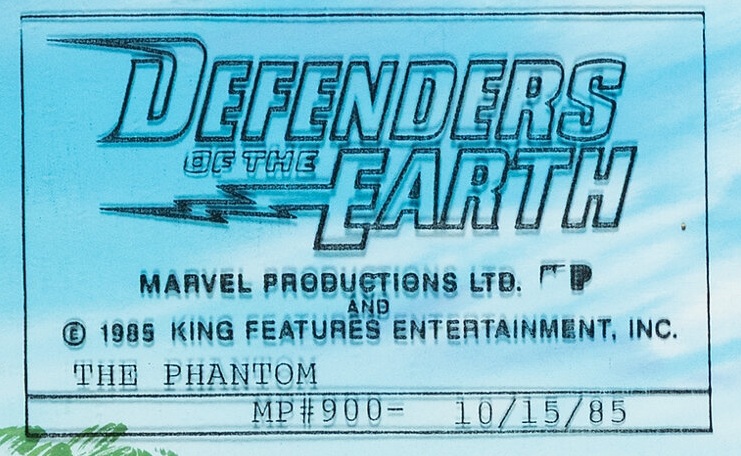 DEFENDERS
OF THE
EARTH
MARVEL PRODUCTIONS LTD. MP
AND
© 1985 KING FEATURES ENTERTAINMENT, INC.
THE PHANTOM
MP#900- 10/15/85